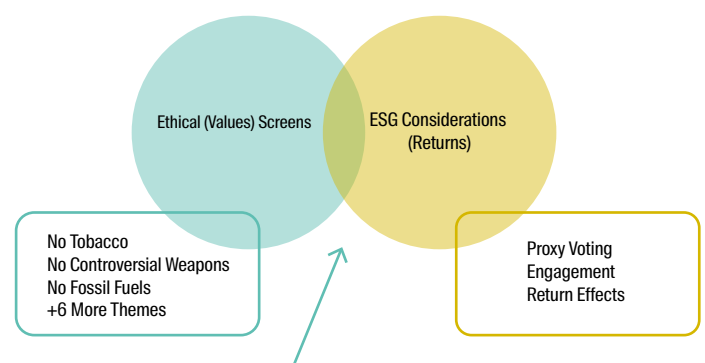 Ethical (Values) Screens
ESG Considerations
(Returns)
No Tobacco
No Controversial Weapons
No Fossil Fuels
+6 More Themes
Proxy Voting
Engagement
Return Effects